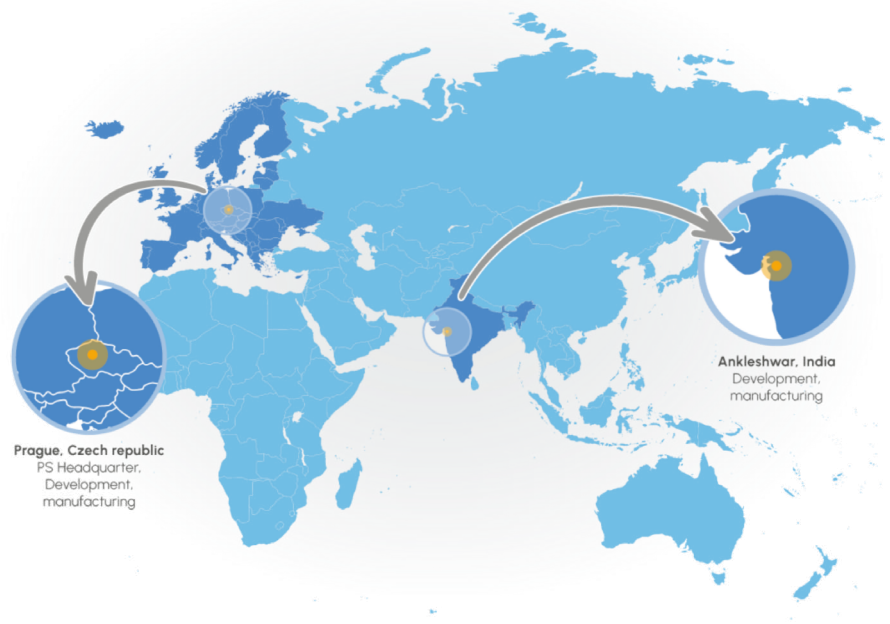 Prague, Czech republic
PS Headquarter,
Development,
manufacturing
Ankleshwar, India
Development,
manufacturing